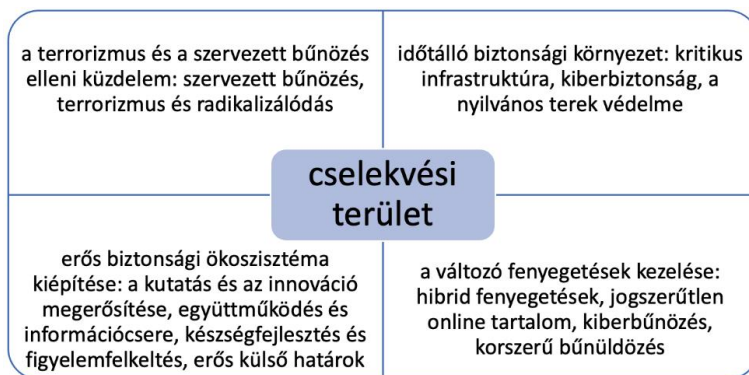 a terrorizmus és a szervezett bűnözés
elleni küzdelem: szervezett bűnözés,
terrorizmus és radikalizálódás
időtálló biztonsági környezet: kritikus
infrastruktúra, kiberbiztonság, a
nyilvános terek védelme
cselekvési
terület
erős biztonsági ökoszisztéma
kiépítése: a kutatás és az innováció
megerősítése, együttműködés és
információcsere, készségfejlesztés és
figyelemfelkeltés, erős külső határok
a változó fenyegetések kezelése:
hibrid fenyegetések, jogszerűtlen
online tartalom, kiberbűnözés,
korszerű bűnüldözés